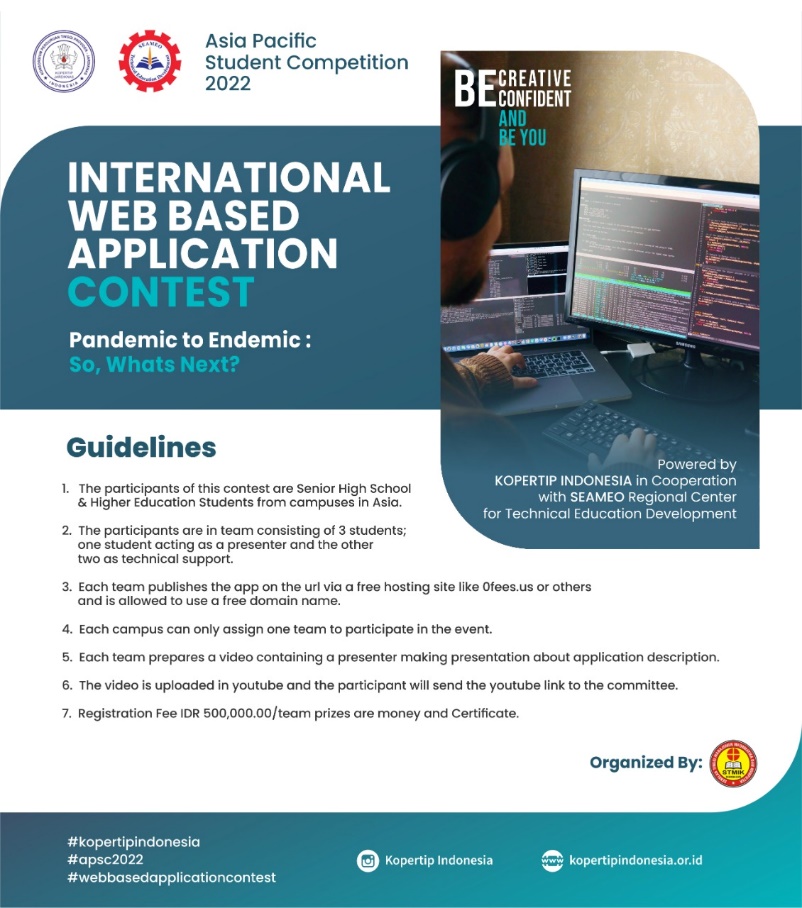 Asia Pacific
Student Competition
2022
SEAMEO
INDONESIA
BE CREATIVE
CONFIDENT
AND
BE YOU
INTERNATIONAL
WEB BASED
APPLICATION
CONTEST
Pandemic to Endemic :
So, Whats Next?
Powered by
KOPERTIP INDONESIA in Cooperation
with SEAMEO Regional Center
for Technical Education Development
Guidelines
1. The participants of this contest are Senior High School
& Higher Education Students from campuses in Asia.
2. The participants are in team consisting of 3 students;
one student acting as a presenter and the other
two as technical support.
3. Each team publishes the app on the url via a free hosting site like 0fees.us or others
and is allowed to use a free domain name.
4. Each campus can only assign one team to participate in the event.
5. Each team prepares a video containing a presenter making presentation about application description.
6. The video is uploaded in youtube and the participant will send the youtube link to the committee.
7. Registration Fee IDR 500,000.00/team prizes are money and Certificate.
Organized By:
STMIK
#kopertipindonesia
#apsc2022
#webbasedapplicationcontest
Kopertip Indonesia
www
kopertipindonesia.or.id